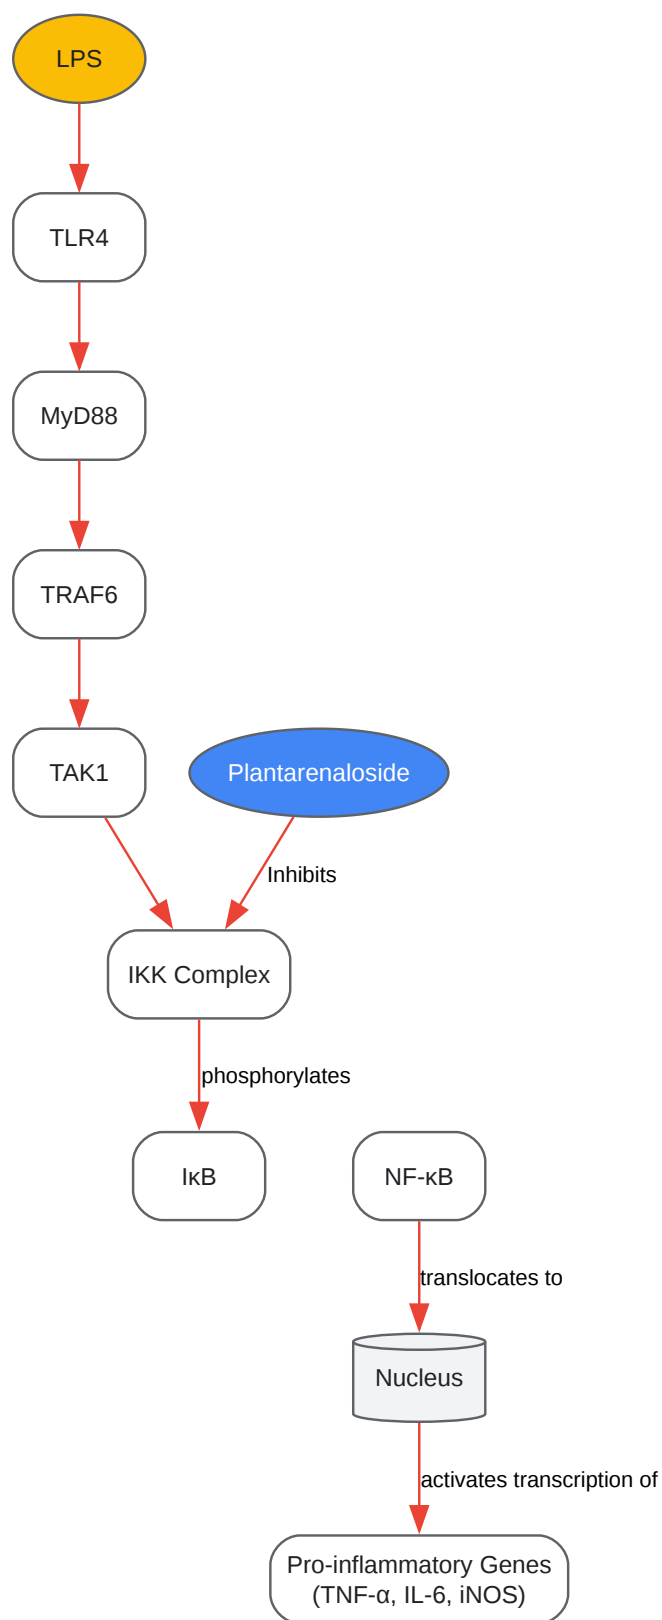 LPS
TLR4
MyD88
TRAF6
TAK1
Plantarenaloside
Inhibits
IKK Complex
phosphorylates
IκB
NF-κB
translocates to
Nucleus
activates transcription of
Pro-inflammatory Genes
(TNF-α, IL-6, iNOS)